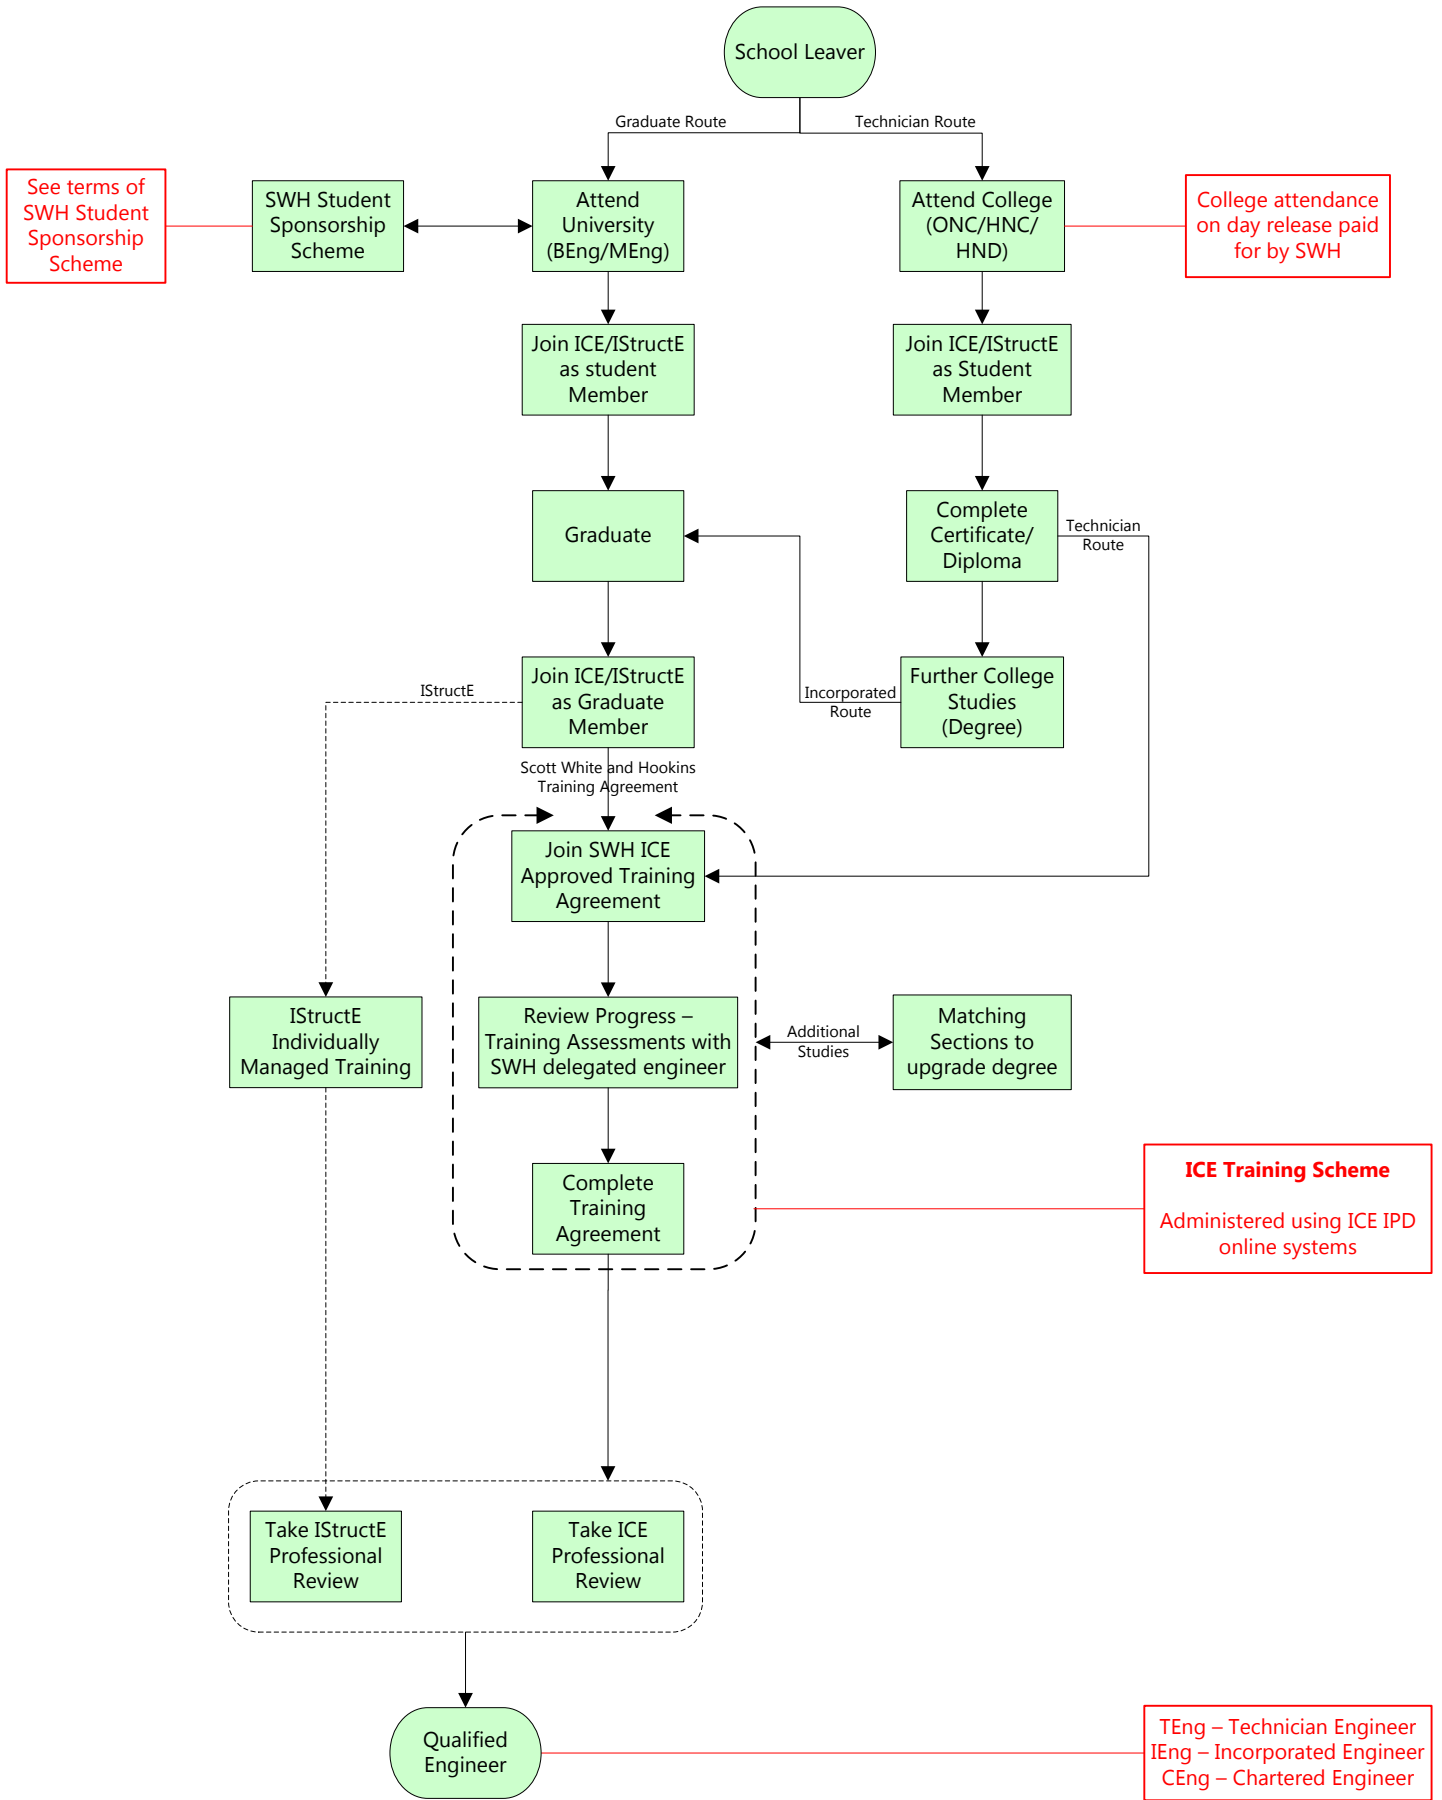 School Leaver
Graduate Route
Technician Route
See terms of
SWH Student
Sponsorship
Scheme
SWH Student
Sponsorship
Scheme
Attend
University
(BEng/MEng)
Attend College
(ONC/HNC/
HND)
College attendance
on day release paid
for by SWH
Join ICE/IStructE
as student
Member
Join ICE/IStructE
as Student
Member
Graduate
Complete
Certificate/
Diploma
Technician
Route
Join ICE/IStructE
as Graduate
Member
IStructE
Incorporated
Route
Further College
Studies
(Degree)
Scott White and Hookins
Training Agreement
Join SWH ICE
Approved Training
Agreement
IStructE
Individually
Managed Training
Review Progress –
Training Assessments with
SWH delegated engineer
Additional
Studies
Matching
Sections to
upgrade degree
Complete
Training
Agreement
ICE Training Scheme
Administered using ICE IPD
online systems
Take IStructE
Professional
Review
Take ICE
Professional
Review
Qualified
Engineer
TEng – Technician Engineer
IEng – Incorporated Engineer
CEng – Chartered Engineer